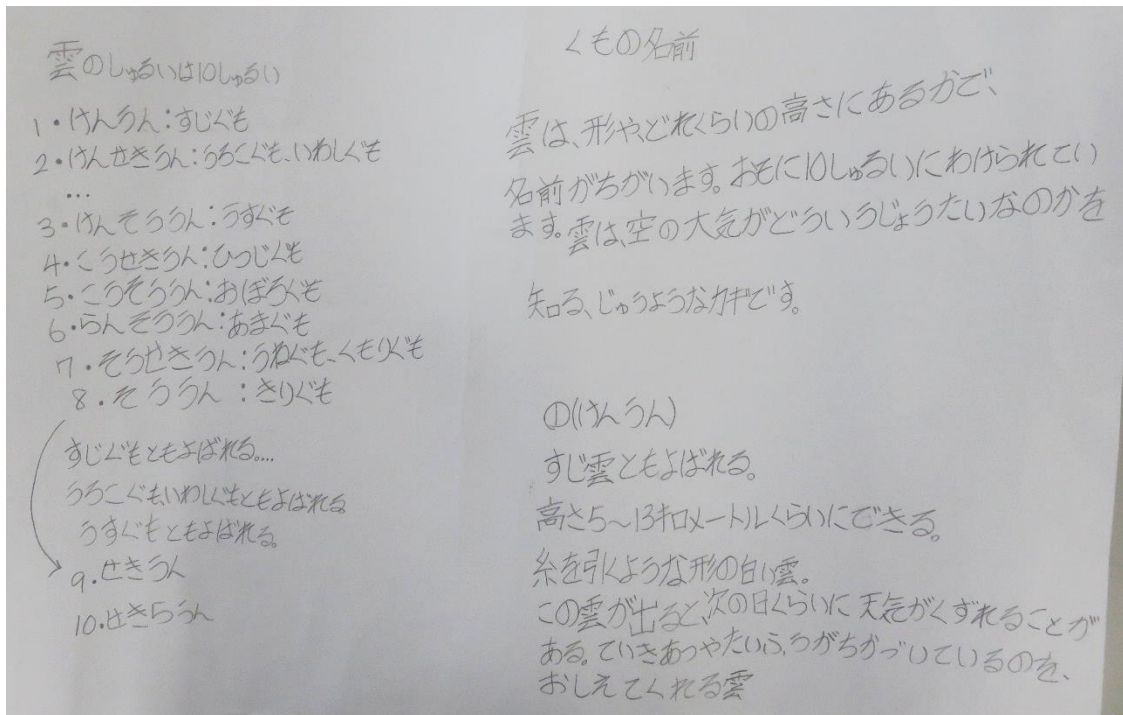 雲のしゅるいは10しゅるい
1・けんうん：すじぐも
2・けんせきうん：うろこぐも、いわしぐも
…
3・けんそううん：うすぐも
4・こうせきうん：ひつじぐも
5・こうそううん：おぼろぐも
6・らんそううん：あまぐも
7・そうせきうん：うねぐも、くもりぐも
8・そううん：きりぐも
すじぐもともよばれる。…
うろこぐも、いわしぐもともよばれる
うすぐもともよばれる。
9.せきうん
10.せきらうん
くもの名前
雲は、形や、どれくらいの高さにあるかで、
名前がちがいます。おもに10しゅるいにわけられてい
ます。雲は、空の大気がどういうじょうたいなのかを
知る、じゅうようなカギです。
①(けんうん)
すじ雲ともよばれる。
高さ5〜13キロメートルくらいにできる。
糸を引くような形の白い雲。
この雲が出ると、次の日くらいに天気がくずれることが
ある。ていきあつやたいふうがちかづいているのを、
おしえてくれる雲